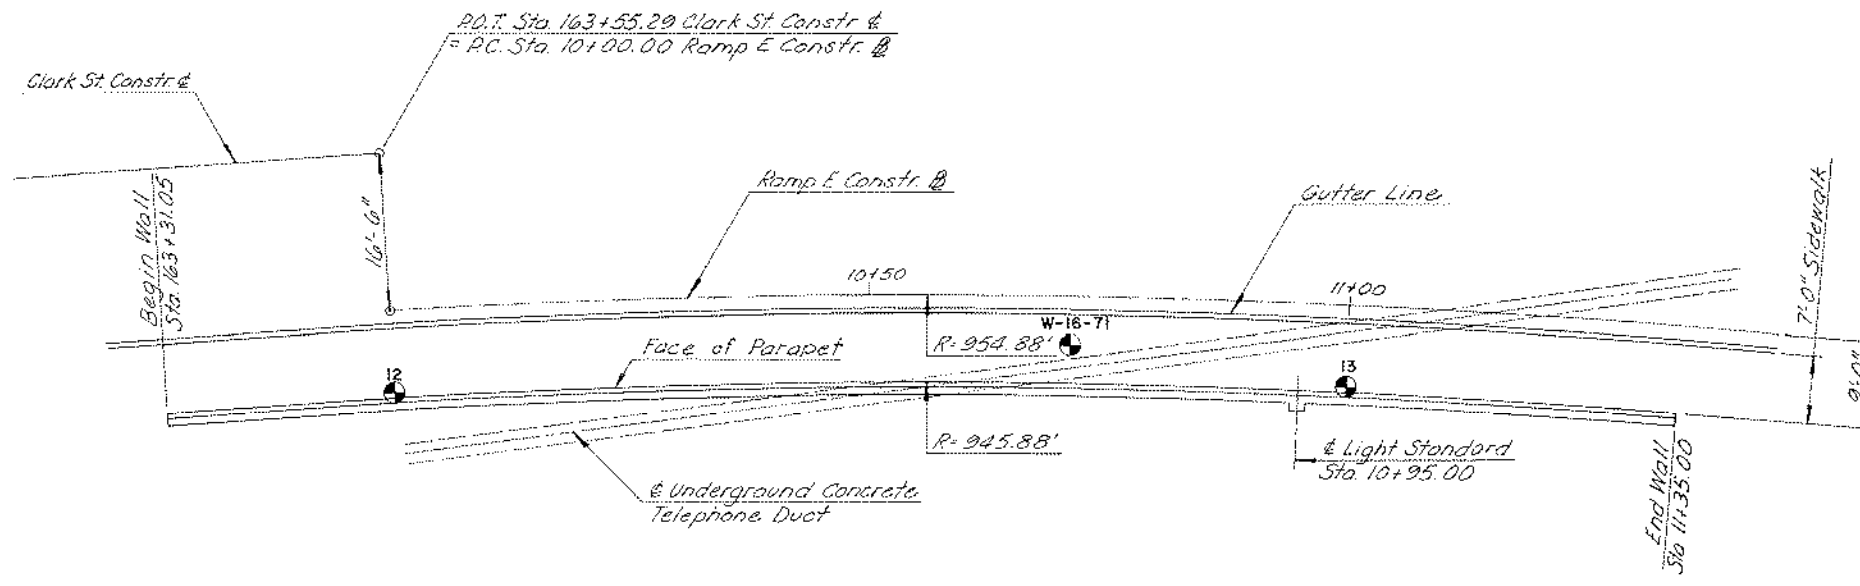 P.O.T. Sta. 163+55.29 Clark St. Constr. ℄
= P.C. Sta. 10+00.00 Ramp E Constr. ℄
Clark St. Constr. ℄
Begin Wall
Sta. 163+31.05
16'-6"
Ramp E Constr. ℄
Gutter Line
10+50
11+00
7'-0" Sidewalk
9'-0"
W-16-71
R=954.88'
Face of Parapet
12
13
R=945.88'
℄ Light Standard
Sta. 10+95.00
℄ Underground Concrete
Telephone Duct
End Wall
Sta 11+35.00